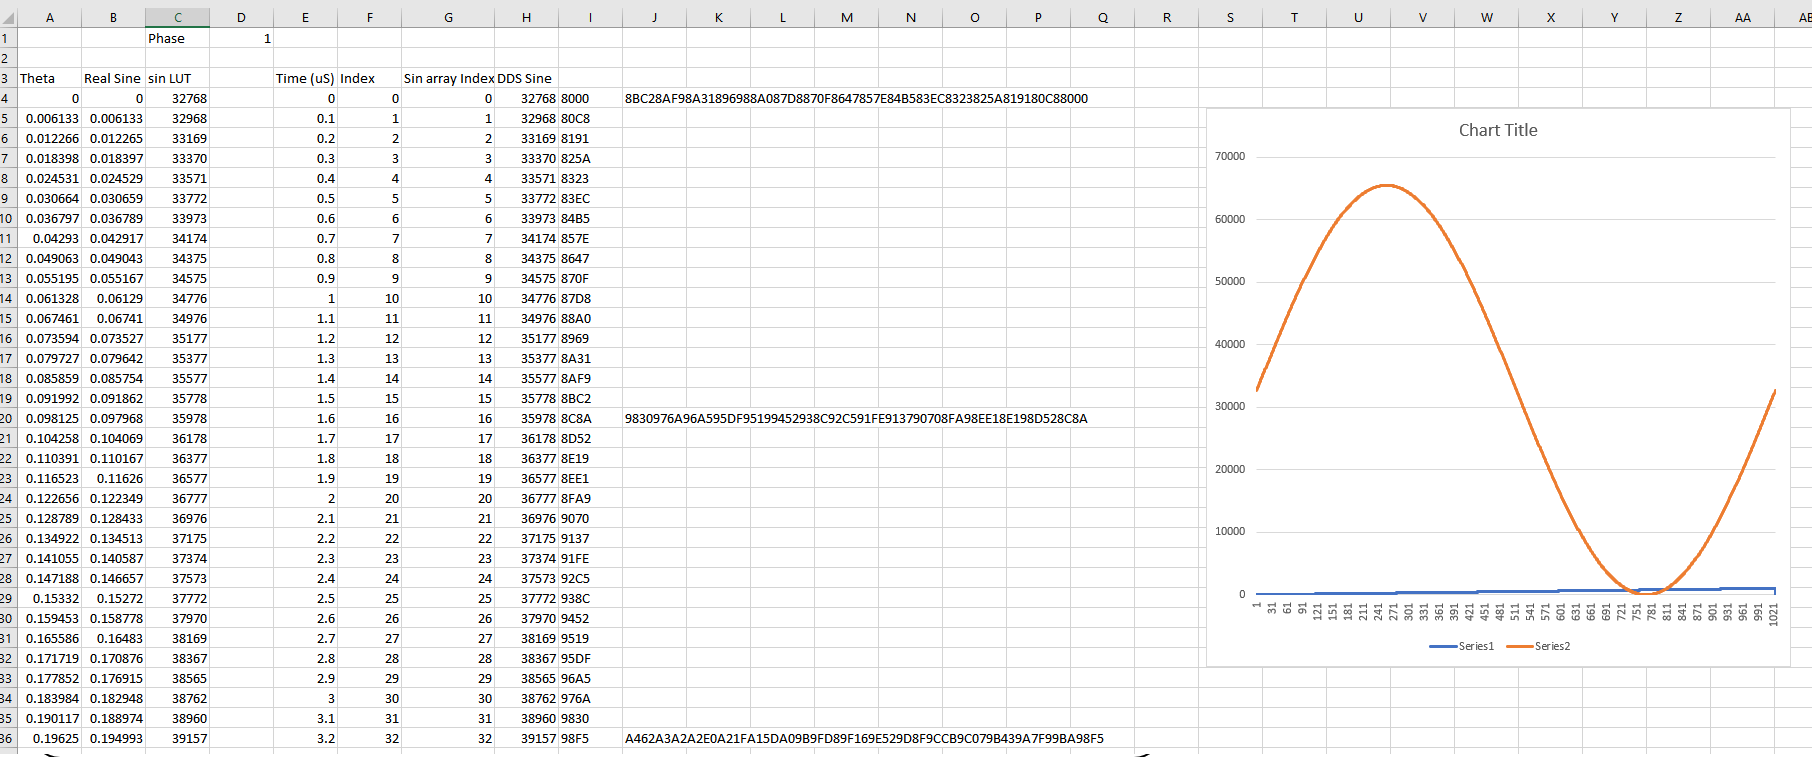 A B C D E F G H I J K L M N O P Q R S T U V W X Y Z AA AB
1 Phase 1
2
3 Theta Real Sine sin LUT Time (uS) Index Sin array Index DDS Sine
4 0 0 32768 0 0 0 32768 8000 8BC28AF98A31896988A087D8870F8647857E84B583EC8323825A819180C88000
5 0.006133 0.006133 32968 0.1 1 1 32968 80C8
6 0.012266 0.012265 33169 0.2 2 2 33169 8191
7 0.018398 0.018397 33370 0.3 3 3 33370 825A
8 0.024531 0.024529 33571 0.4 4 4 33571 8323
9 0.030664 0.030659 33772 0.5 5 5 33772 83EC
10 0.036797 0.036789 33973 0.6 6 6 33973 84B5
11 0.04293 0.042917 34174 0.7 7 7 34174 857E
12 0.049063 0.049043 34375 0.8 8 8 34375 8647
13 0.055195 0.055167 34575 0.9 9 9 34575 870F
14 0.061328 0.06129 34776 1 10 10 34776 87D8
15 0.067461 0.06741 34976 1.1 11 11 34976 88A0
16 0.073594 0.073527 35177 1.2 12 12 35177 8969
17 0.079727 0.079642 35377 1.3 13 13 35377 8A31
18 0.085859 0.085754 35577 1.4 14 14 35577 8AF9
19 0.091992 0.091862 35778 1.5 15 15 35778 8BC2
20 0.098125 0.097968 35978 1.6 16 16 35978 8C8A 9830976A96A595DF95199452938C92C591FE913790708FA98EE18E198D528C8A
21 0.104258 0.104069 36178 1.7 17 17 36178 8D52
22 0.110391 0.110167 36377 1.8 18 18 36377 8E19
23 0.116523 0.11626 36577 1.9 19 19 36577 8EE1
24 0.122656 0.122349 36777 2 20 20 36777 8FA9
25 0.128789 0.128433 36976 2.1 21 21 36976 9070
26 0.134922 0.134513 37175 2.2 22 22 37175 9137
27 0.141055 0.140587 37374 2.3 23 23 37374 91FE
28 0.147188 0.146657 37573 2.4 24 24 37573 92C5
29 0.15332 0.15272 37772 2.5 25 25 37772 938C
30 0.159453 0.158778 37970 2.6 26 26 37970 9452
31 0.165586 0.16483 38169 2.7 27 27 38169 9519
32 0.171719 0.170876 38367 2.8 28 28 38367 95DF
33 0.177852 0.176915 38565 2.9 29 29 38565 96A5
34 0.183984 0.182948 38762 3 30 30 38762 976A
35 0.190117 0.188974 38960 3.1 31 31 38960 9830
36 0.19625 0.194993 39157 3.2 32 32 39157 98F5 A462A3A2A2E0A21FA15DA09B9FD89F169E529D8F9CCB9C079B439A7F99BA98F5
Chart Title
70000
60000
50000
40000
30000
20000
10000
0
1 31 61 91 121 151 181 211 241 271 301 331 361 391 421 451 481 511 541 571 601 631 661 691 721 751 781 811 841 871 901 931 961 991 1021
Series1 Series2